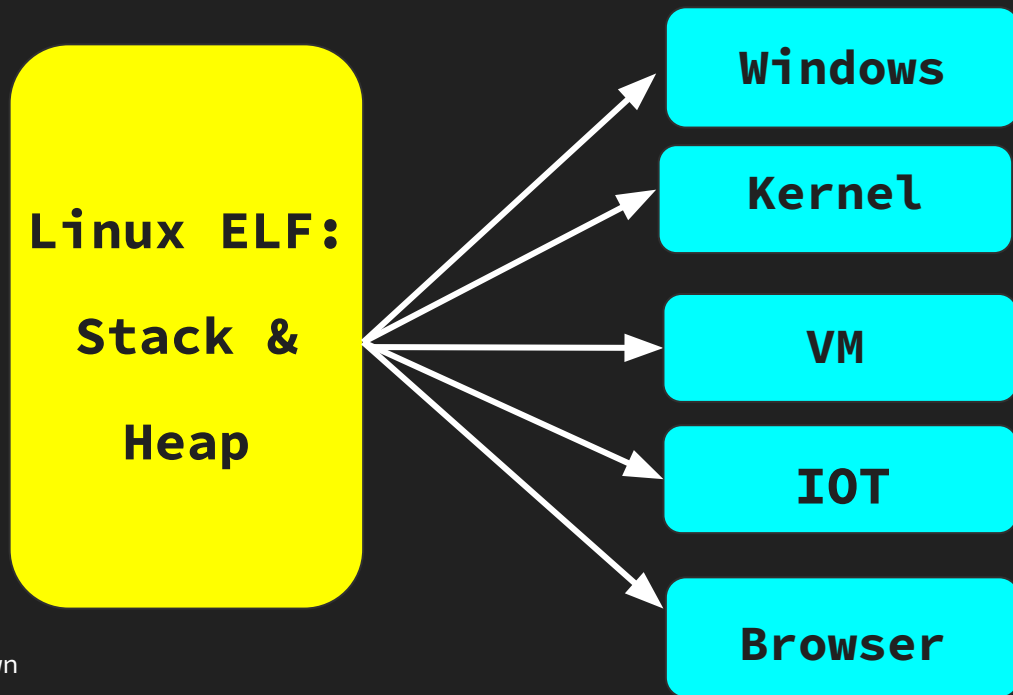 Linux ELF:
Stack &
Heap
Windows
Kernel
VM
IOT
Browser